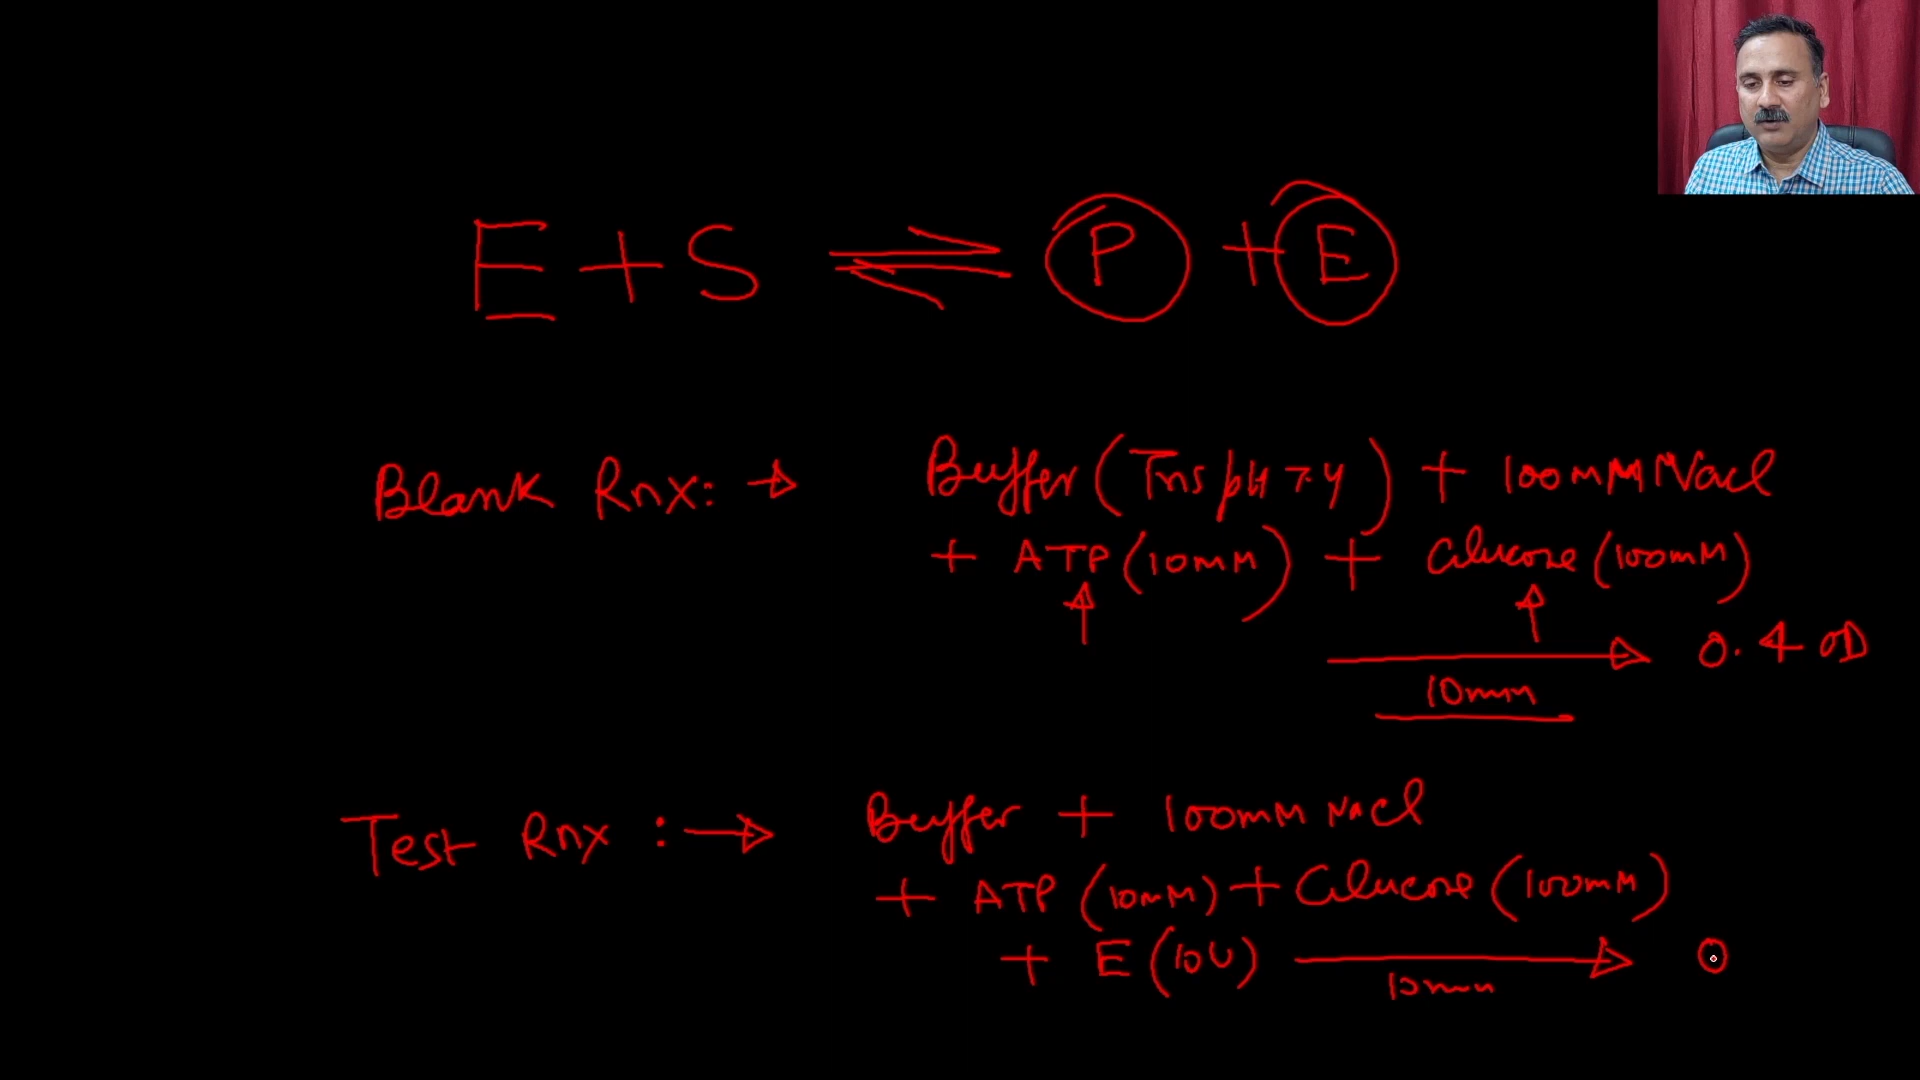 E + S ⇌ P + E
Blank Rnx: → Buffer (Tris pH 7.4) + 100mM Nacl
+ ATP (10mM) + Glucose (100mM)
0.4 OD
10min
Test Rnx : → Buffer + 100mM Nacl
+ ATP (10mM) + Glucose (100mM)
+ E (10U) → 0
10min